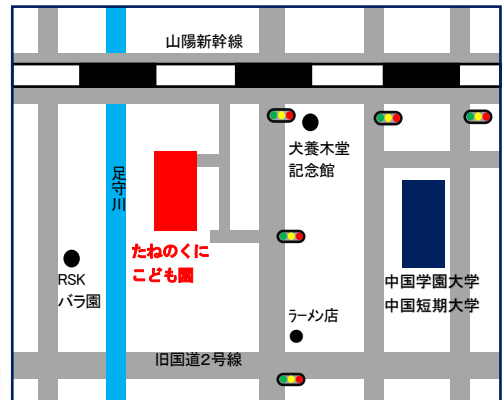 山陽新幹線
犬養木堂
記念館
足守川
たねのくに
こども園
RSK
バラ園
中国学園大学
中国短期大学
ラーメン店
旧国道2号線